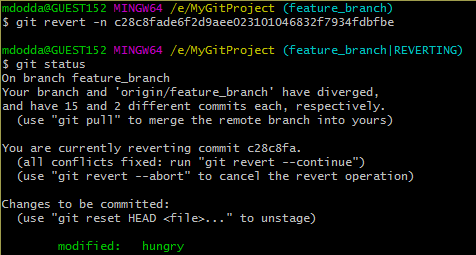 mdodda@GUEST152 MINGW64 /e/MyGitProject (feature_branch)
$ git revert -n c28c8fade6f2d9aee023101046832f7934fdbfbe
mdodda@GUEST152 MINGW64 /e/MyGitProject (feature_branch|REVERTING)
$ git status
On branch feature_branch
Your branch and 'origin/feature_branch' have diverged,
and have 15 and 2 different commits each, respectively.
  (use "git pull" to merge the remote branch into yours)
You are currently reverting commit c28c8fa.
  (all conflicts fixed: run "git revert --continue")
  (use "git revert --abort" to cancel the revert operation)
Changes to be committed:
  (use "git reset HEAD <file>..." to unstage)
        modified:   hungry